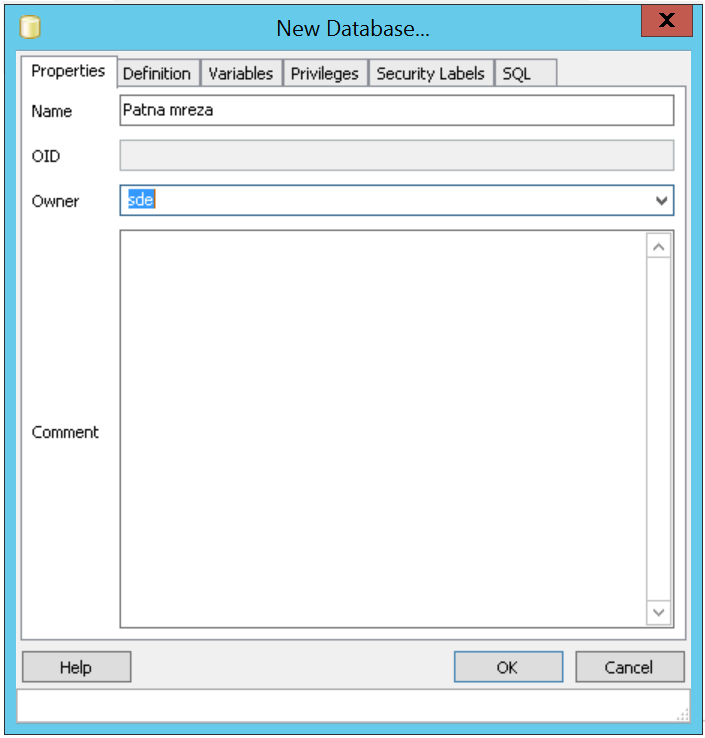 New Database...
X
Properties Definition Variables Privileges Security Labels SQL
Name Patna mreza
OID
Owner sde
Comment
Help OK Cancel